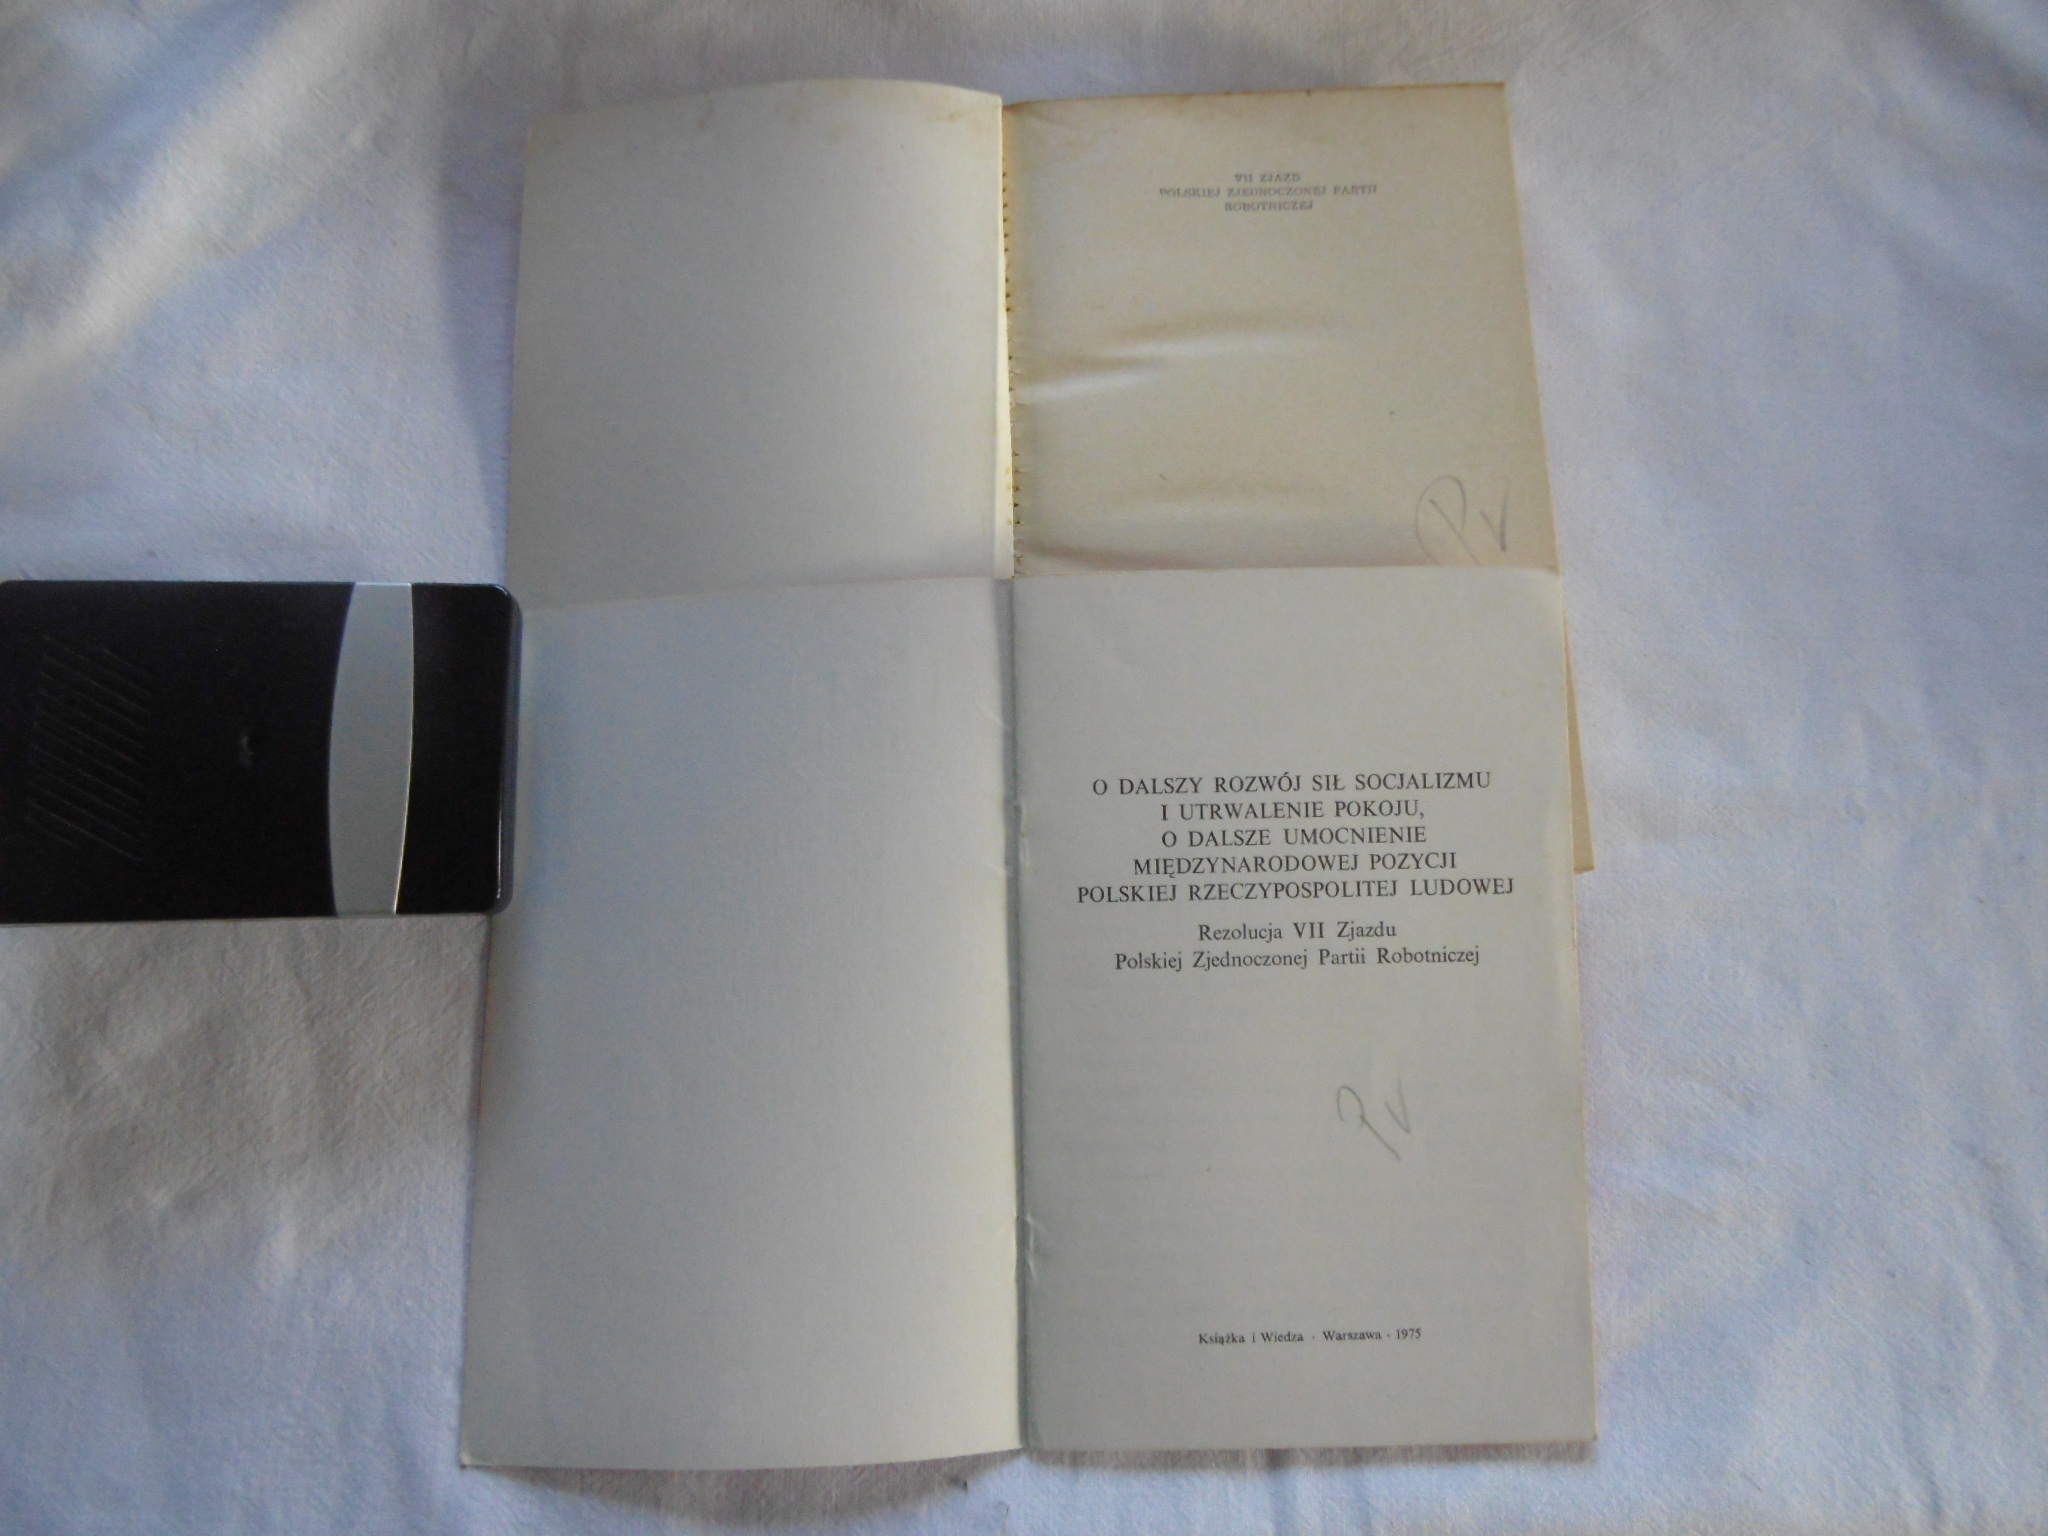 VII ZJAZD
POLSKIEJ ZJEDNOCZONEJ PARTII
ROBOTNICZEJ
O DALSZY ROZWÓJ SIŁ SOCJALIZMU
I UTRWALENIE POKOJU,
O DALSZE UMOCNIENIE
MIĘDZYNARODOWEJ POZYCJI
POLSKIEJ RZECZYPOSPOLITEJ LUDOWEJ
Rezolucja VII Zjazdu
Polskiej Zjednoczonej Partii Robotniczej
Książka i Wiedza · Warszawa · 1975